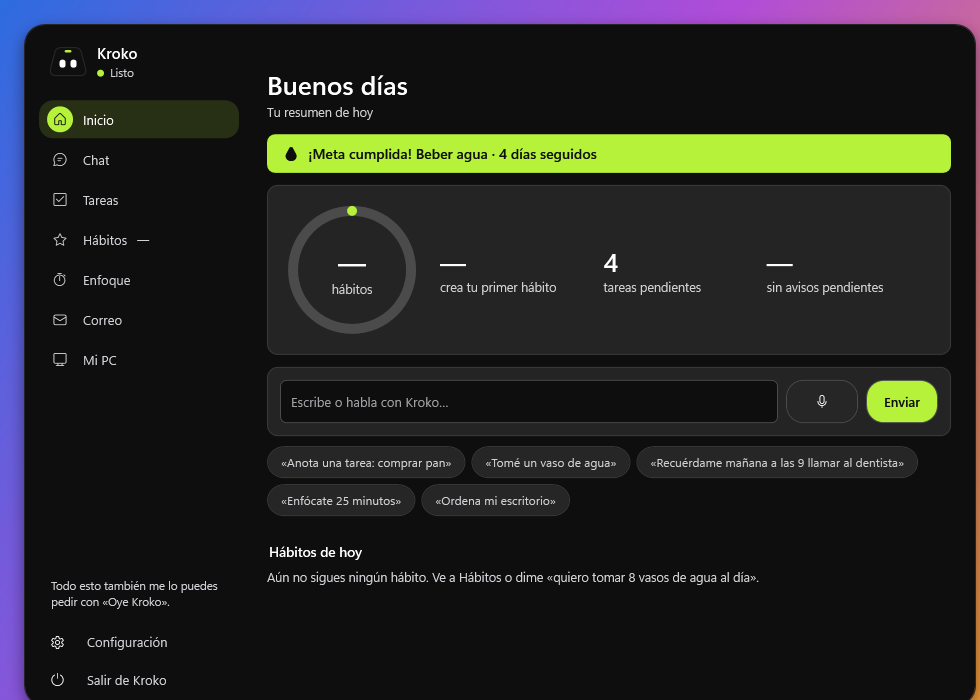 Kroko
Listo
Inicio
Chat
Tareas
Hábitos —
Enfoque
Correo
Mi PC
Todo esto también me lo puedes
pedir con «Oye Kroko».
Configuración
Salir de Kroko
Buenos días
Tu resumen de hoy
¡Meta cumplida! Beber agua · 4 días seguidos
—
hábitos
—
crea tu primer hábito
4
tareas pendientes
—
sin avisos pendientes
Escribe o habla con Kroko...
Enviar
«Anota una tarea: comprar pan»
«Tomé un vaso de agua»
«Recuérdame mañana a las 9 llamar al dentista»
«Enfócate 25 minutos»
«Ordena mi escritorio»
Hábitos de hoy
Aún no sigues ningún hábito. Ve a Hábitos o dime «quiero tomar 8 vasos de agua al día».